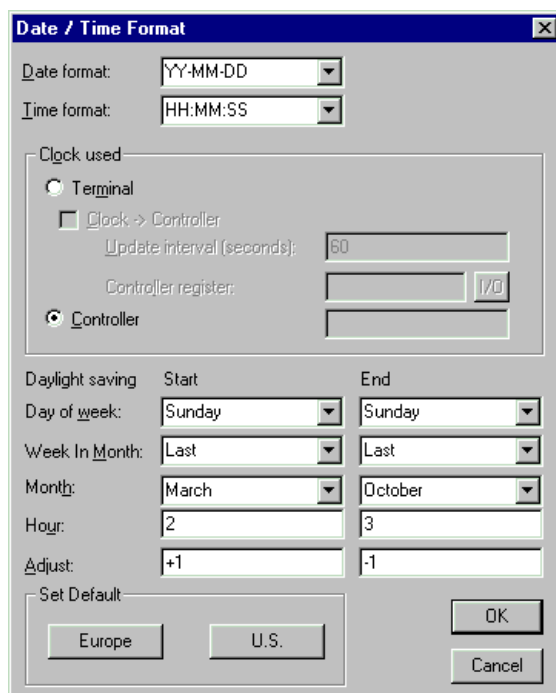 Date / Time Format
Date format: YY-MM-DD
Time format: HH:MM:SS
Clock used
Terminal
Clock -> Controller
Update interval (seconds): 60
Controller register: I/O
Controller
Daylight saving Start End
Day of week: Sunday Sunday
Week In Month: Last Last
Month: March October
Hour: 2 3
Adjust: +1 -1
Set Default
Europe U.S.
OK
Cancel